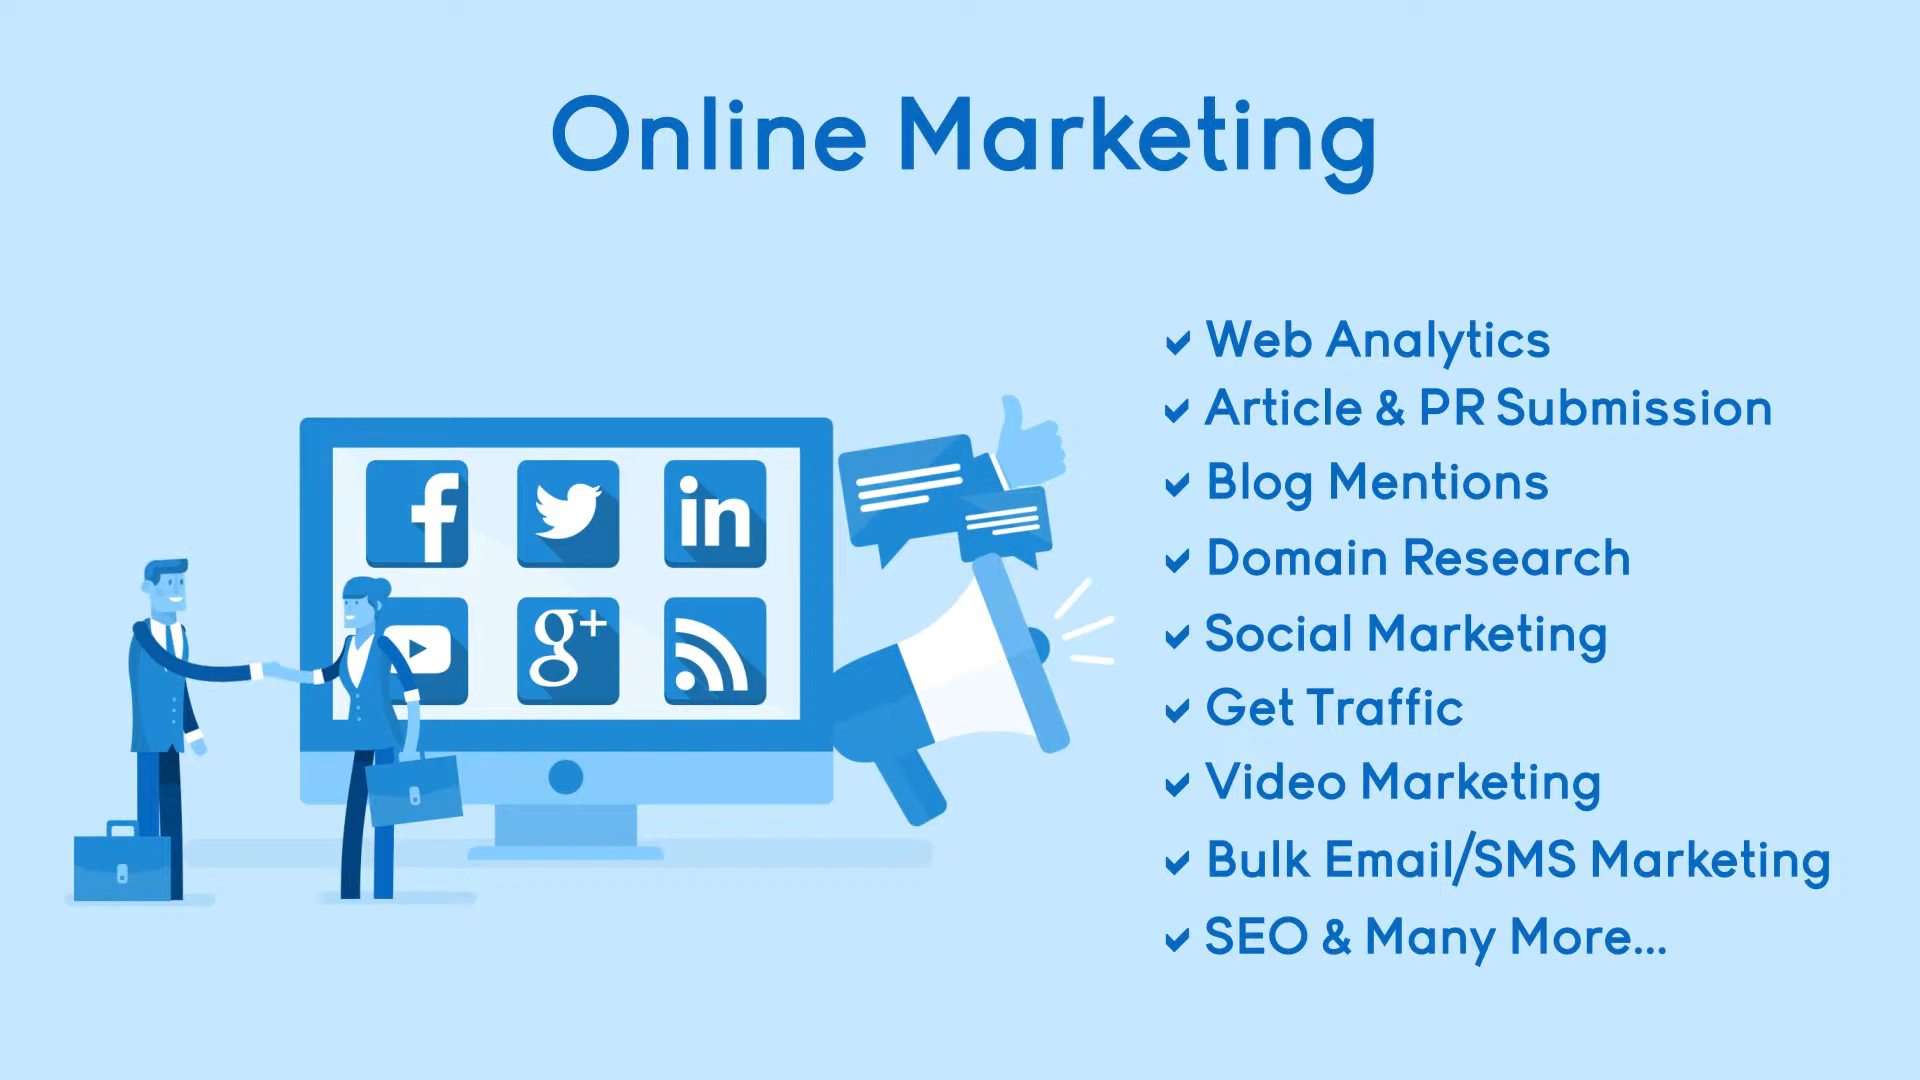 Online Marketing
Web Analytics
Article & PR Submission
Blog Mentions
Domain Research
Social Marketing
Get Traffic
Video Marketing
Bulk Email/SMS Marketing
SEO & Many More...
f
in
g+